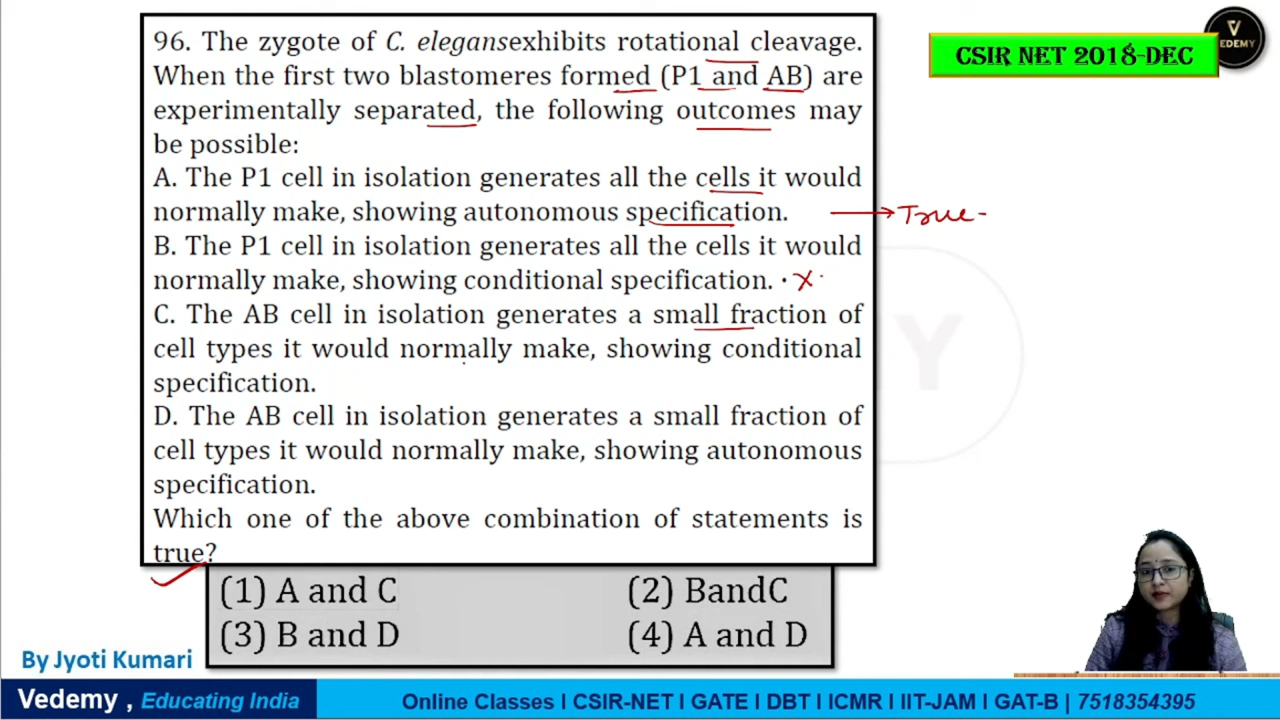 96. The zygote of C. elegansexhibits rotational cleavage.
When the first two blastomeres formed (P1 and AB) are
experimentally separated, the following outcomes may
be possible:
A. The P1 cell in isolation generates all the cells it would
normally make, showing autonomous specification.
True-
B. The P1 cell in isolation generates all the cells it would
normally make, showing conditional specification. · x
C. The AB cell in isolation generates a small fraction of
cell types it would normally make, showing conditional
specification.
D. The AB cell in isolation generates a small fraction of
cell types it would normally make, showing autonomous
specification.
Which one of the above combination of statements is
true?
(1) A and C (2) BandC
(3) B and D (4) A and D
CSIR NET 2018-DEC
V
VEDEMY
Y
By Jyoti Kumari
Vedemy , Educating India
Online Classes I CSIR-NET I GATE I DBT I ICMR I IIT-JAM I GAT-B | 7518354395